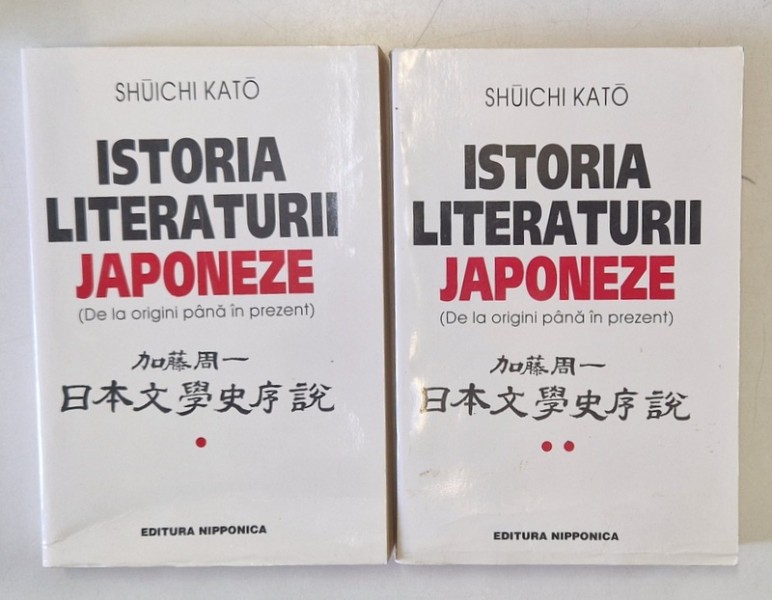 SHŪICHI KATŌ
ISTORIA
LITERATURII
JAPONEZE
(De la origini până în prezent)
加藤周一
日本文學史序説
EDITURA NIPPONICA
SHŪICHI KATŌ
ISTORIA
LITERATURII
JAPONEZE
(De la origini până în prezent)
加藤周一
日本文學史序説
EDITURA NIPPONICA